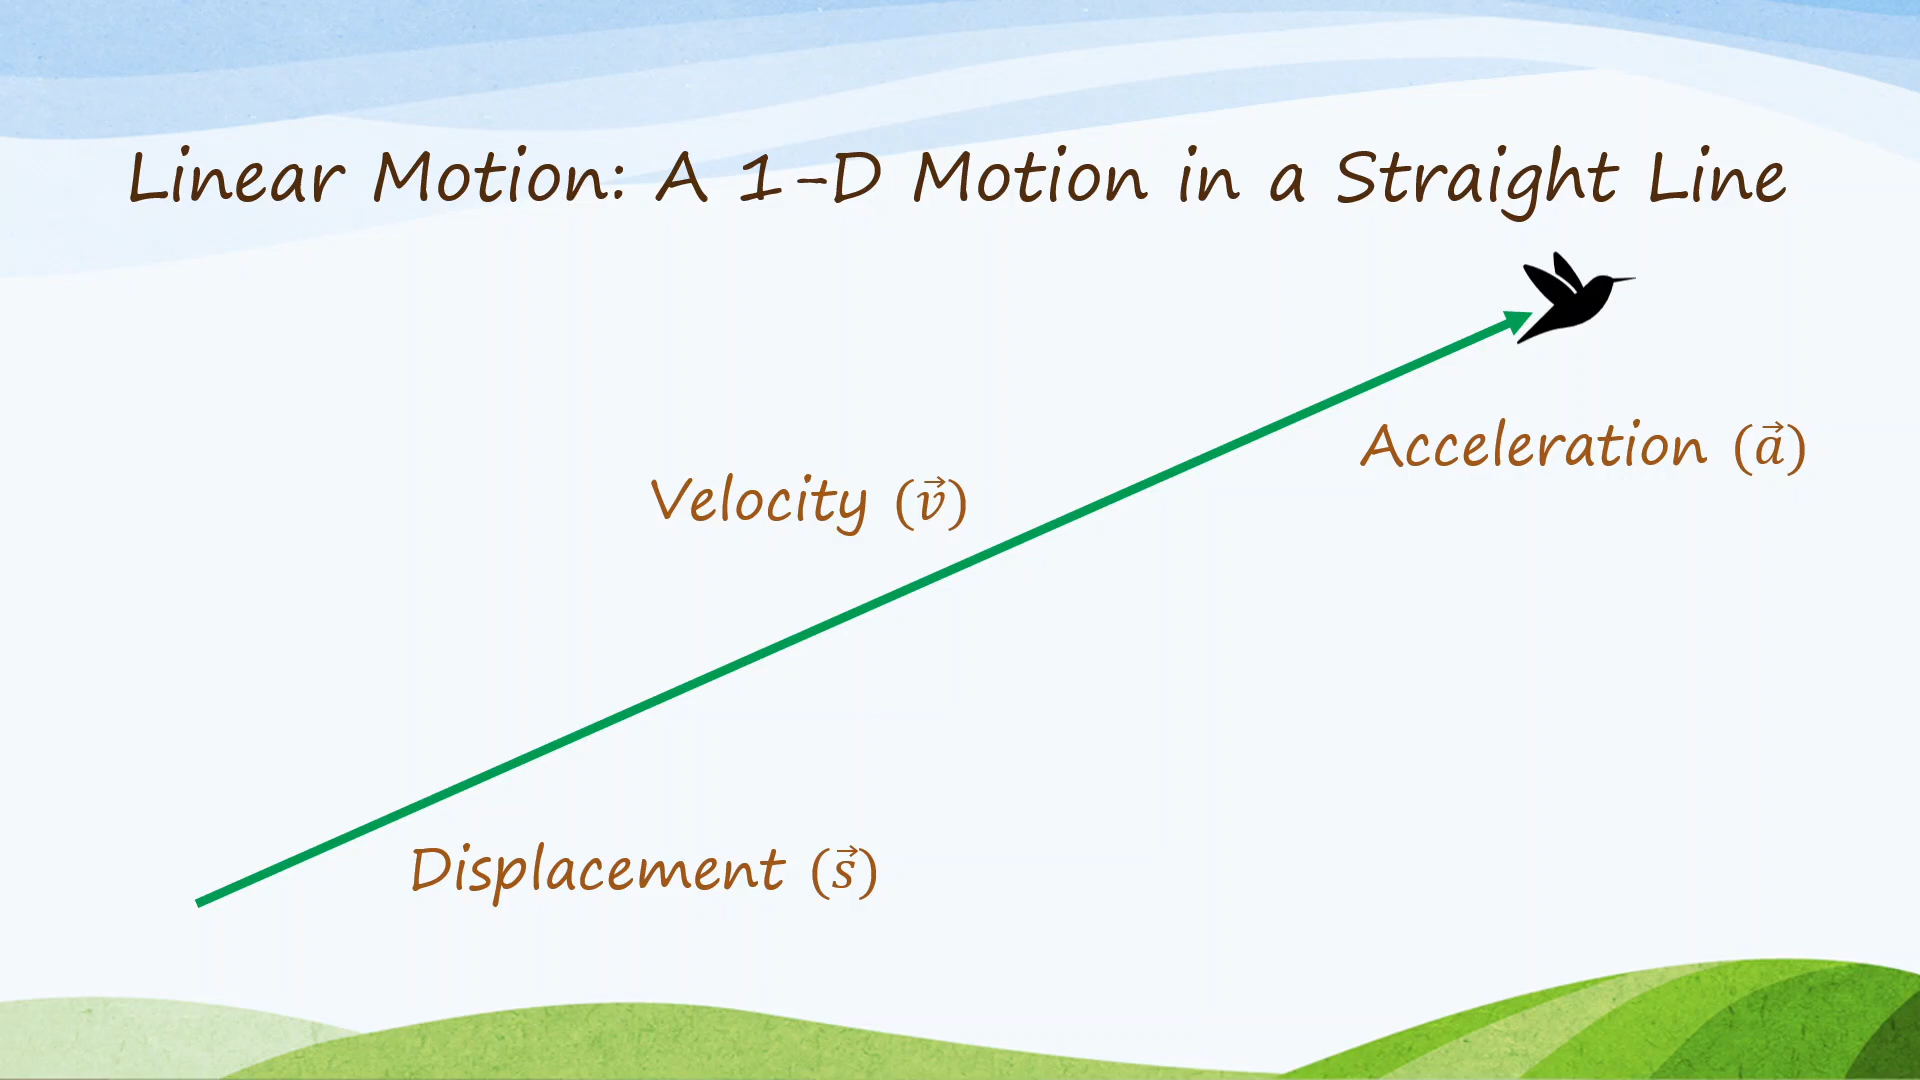 Linear Motion: A 1-D Motion in a Straight Line
Acceleration (a⃗)
Velocity (v⃗)
Displacement (s⃗)